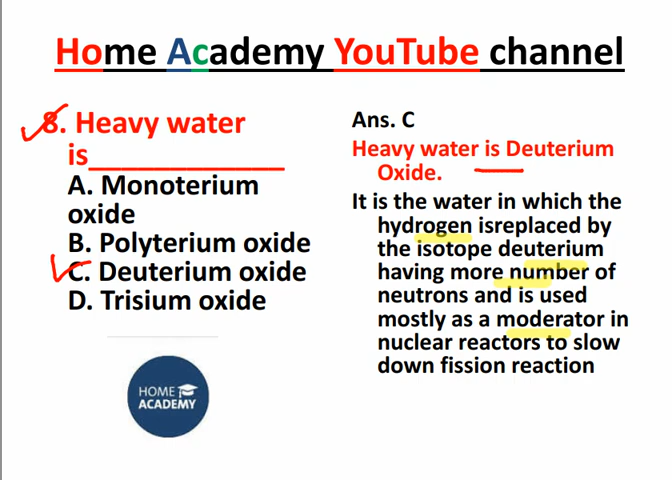 Home Academy YouTube channel
8. Heavy water
is______________
A. Monoterium
oxide
B. Polyterium oxide
C. Deuterium oxide
D. Trisium oxide
HOME
ACADEMY
Ans. C
Heavy water is Deuterium
Oxide.
It is the water in which the
hydrogen isreplaced by
the isotope deuterium
having more number of
neutrons and is used
mostly as a moderator in
nuclear reactors to slow
down fission reaction